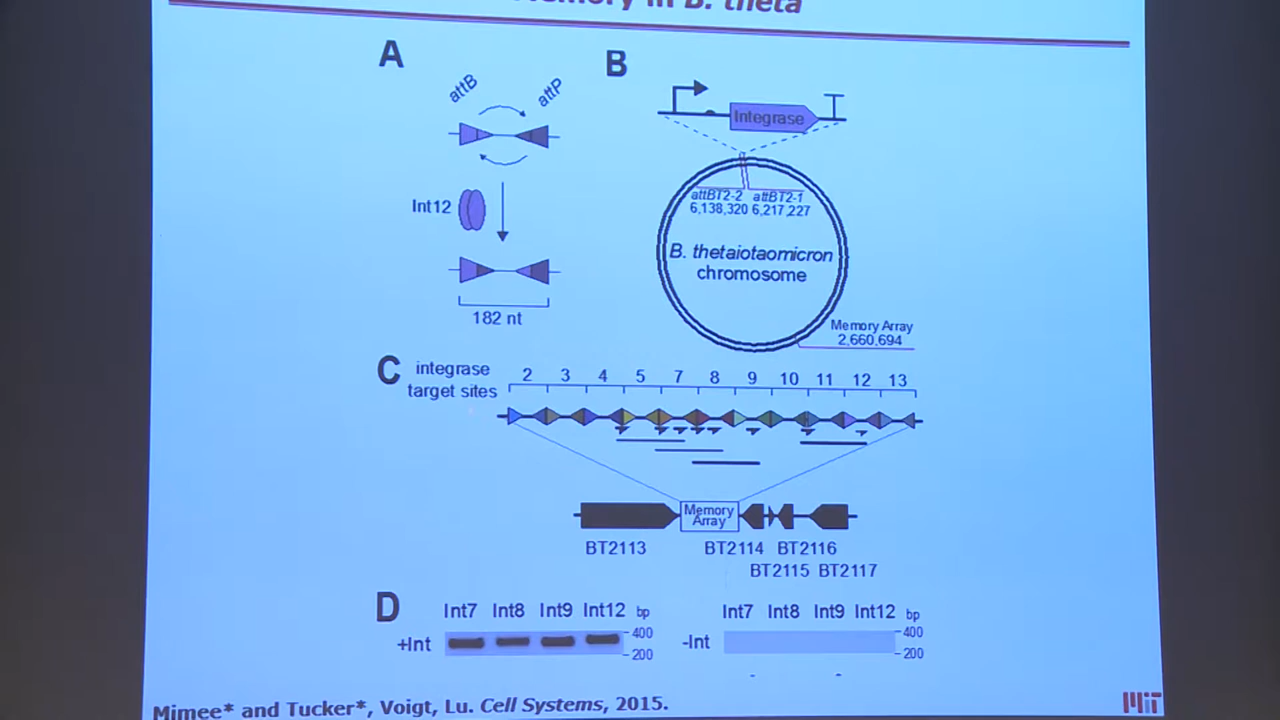 Memory in B. theta
A
attB
attP
Int12
182 nt
B
Integrase
attBT2-2 attBT2-1
6,138,320 6,217,227
B. thetaiotaomicron
chromosome
Memory Array
2,660,694
C
integrase
target sites
2 3 4 5 7 8 9 10 11 12 13
Memory
Array
BT2113 BT2114 BT2116
BT2115 BT2117
D
Int7 Int8 Int9 Int12 bp
+Int
400
200
Int7 Int8 Int9 Int12 bp
-Int
400
200
Mimee* and Tucker*, Voigt, Lu. Cell Systems, 2015.
MIT